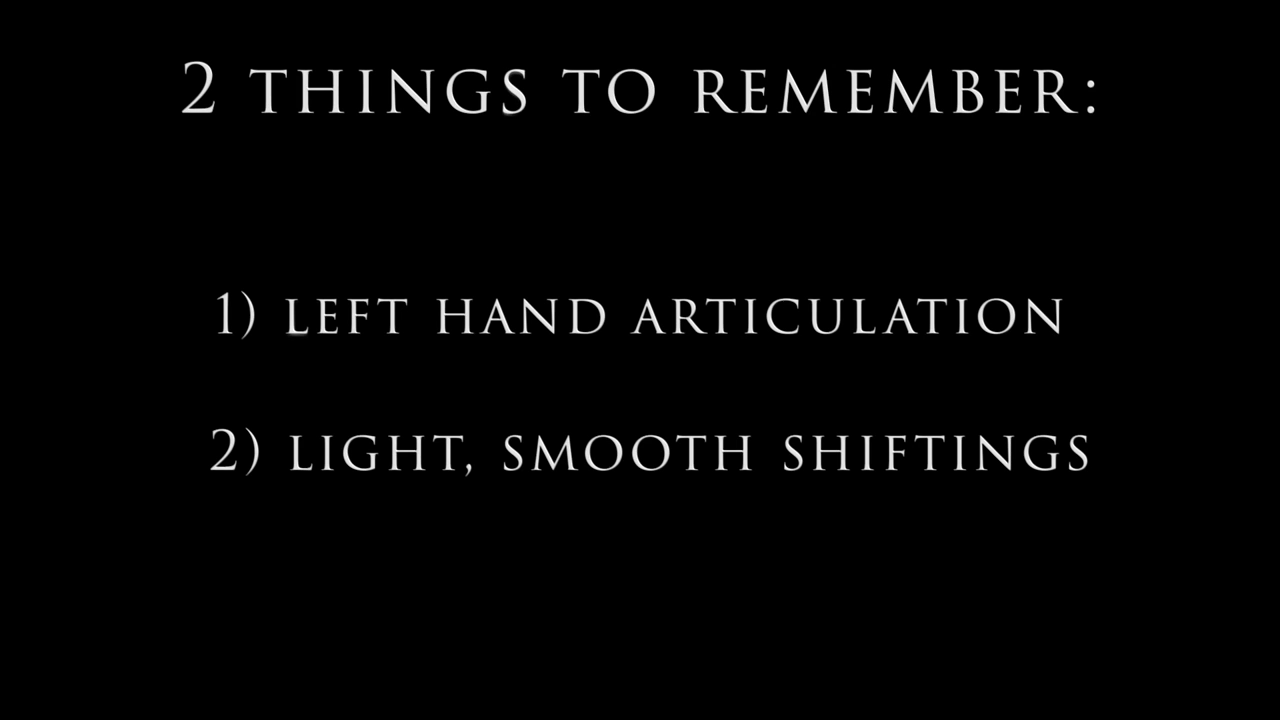 2 THINGS TO REMEMBER:
1) LEFT HAND ARTICULATION
2) LIGHT, SMOOTH SHIFTINGS